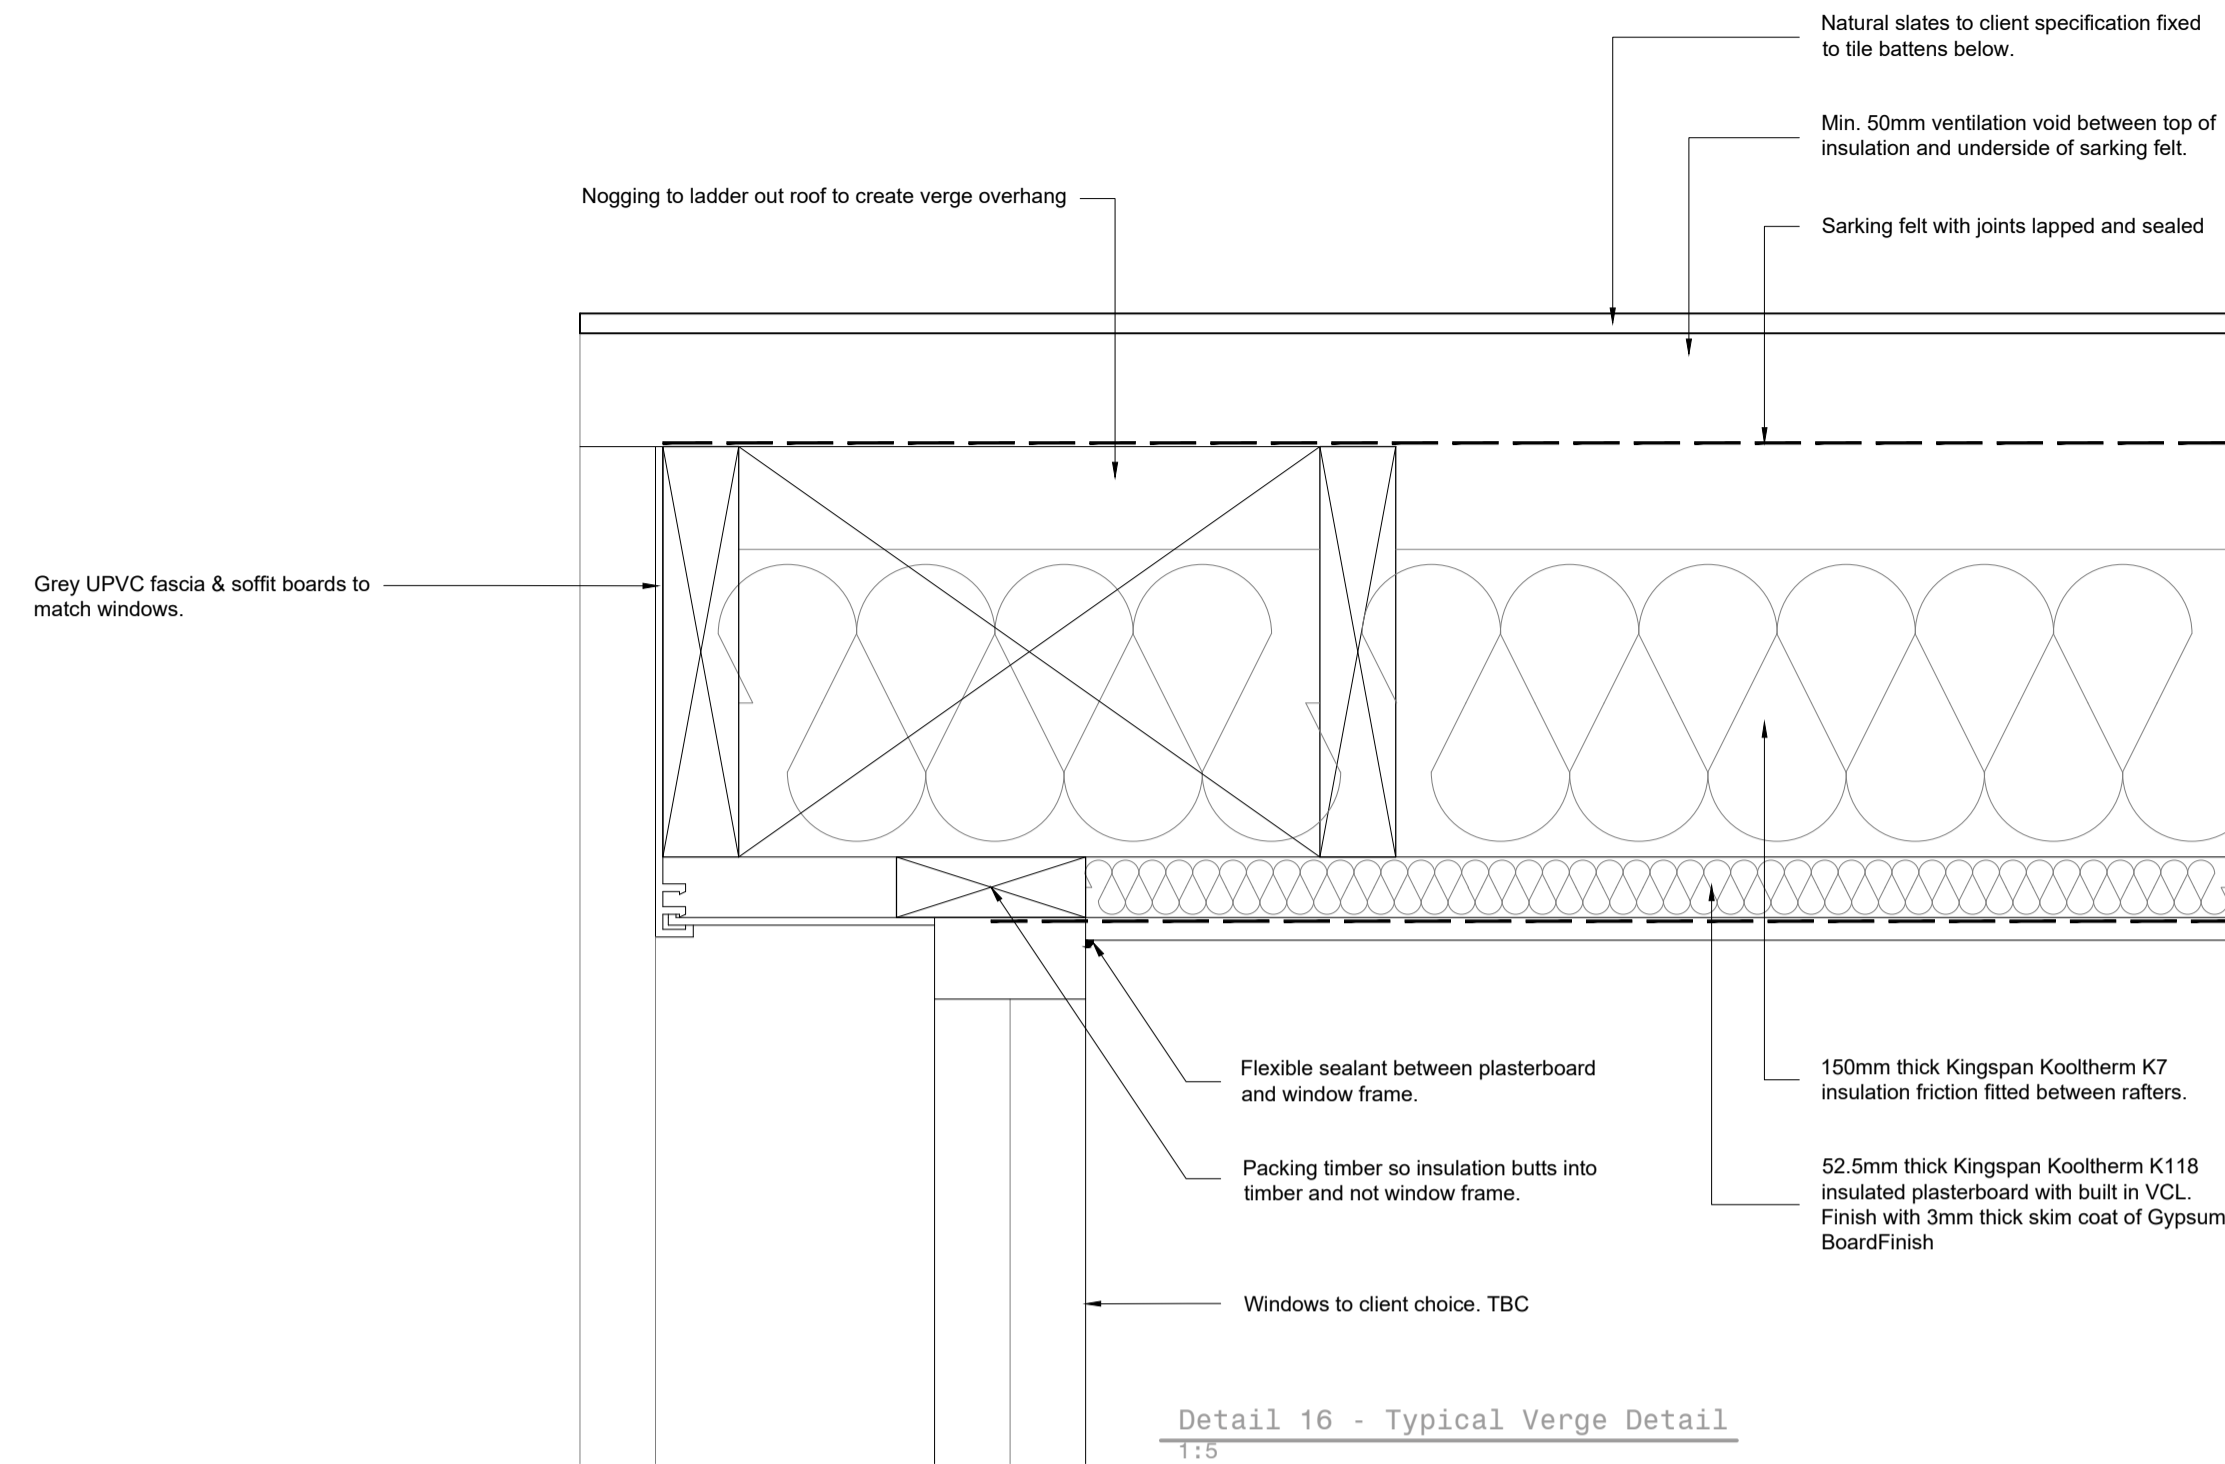 Natural slates to client specification fixed
to tile battens below.
Min. 50mm ventilation void between top of
insulation and underside of sarking felt.
Nogging to ladder out roof to create verge overhang
Sarking felt with joints lapped and sealed
Grey UPVC fascia & soffit boards to
match windows.
Flexible sealant between plasterboard
and window frame.
150mm thick Kingspan Kooltherm K7
insulation friction fitted between rafters.
Packing timber so insulation butts into
timber and not window frame.
52.5mm thick Kingspan Kooltherm K118
insulated plasterboard with built in VCL.
Finish with 3mm thick skim coat of Gypsum
BoardFinish
Windows to client choice. TBC
Detail 16 - Typical Verge Detail
1:5